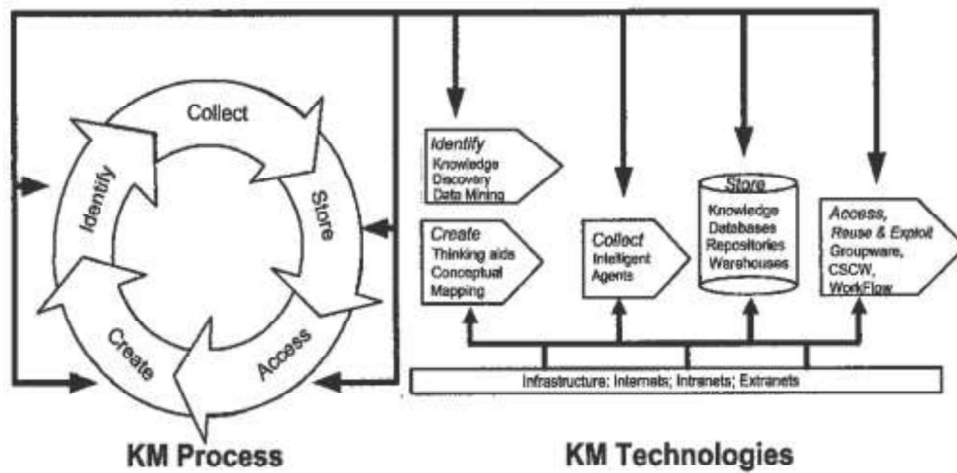 Collect
Identify
Store
Create
Access
KM Process
Identify
Knowledge
Discovery
Data Mining
Create
Thinking aids
Conceptual
Mapping
Collect
Intelligent
Agents
Store
Knowledge
Databases
Repositories
Warehouses
Access,
Reuse & Exploit
Groupware,
CSCW,
WorkFlow
Infrastructure: Internets; Intranets; Extranets
KM Technologies